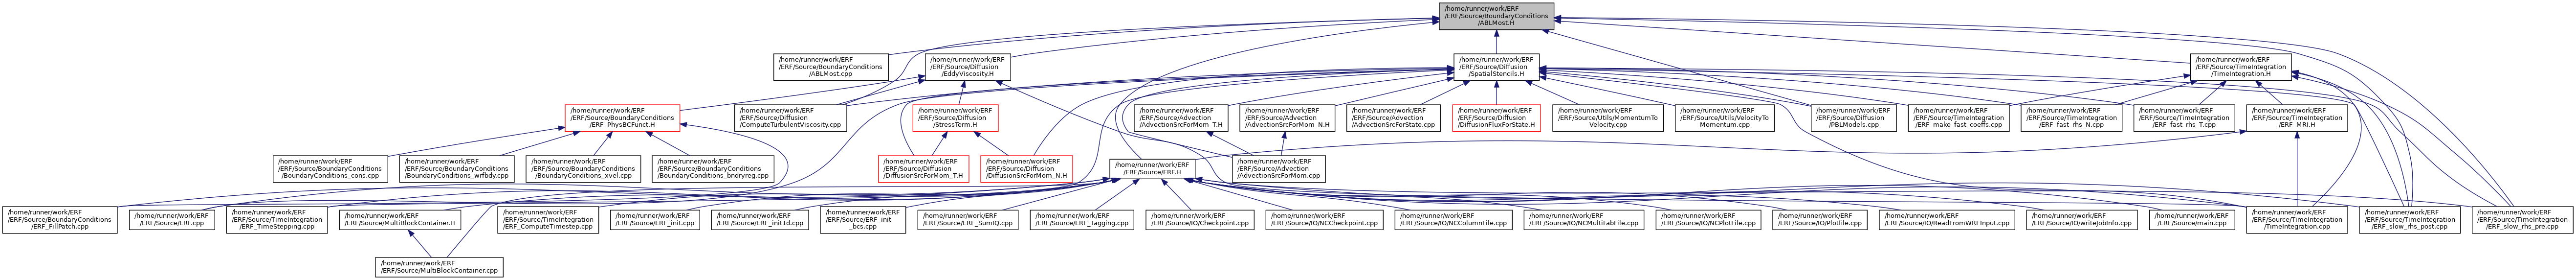 /home/runner/work/ERF
/ERF/Source/BoundaryConditions
/ABLMost.H
/home/runner/work/ERF
/ERF/Source/BoundaryConditions
/ABLMost.cpp
/home/runner/work/ERF
/ERF/Source/Diffusion
/EddyViscosity.H
/home/runner/work/ERF
/ERF/Source/Diffusion
/SpatialStencils.H
/home/runner/work/ERF
/ERF/Source/TimeIntegration
/TimeIntegration.H
/home/runner/work/ERF
/ERF/Source/BoundaryConditions
/ERF_PhysBCFunct.H
/home/runner/work/ERF
/ERF/Source/Diffusion
/ComputeTurbulentViscosity.cpp
/home/runner/work/ERF
/ERF/Source/Diffusion
/StressTerm.H
/home/runner/work/ERF
/ERF/Source/Advection
/AdvectionSrcForMom_T.H
/home/runner/work/ERF
/ERF/Source/Advection
/AdvectionSrcForMom_N.H
/home/runner/work/ERF
/ERF/Source/Advection
/AdvectionSrcForState.cpp
/home/runner/work/ERF
/ERF/Source/Diffusion
/DiffusionFluxForState.H
/home/runner/work/ERF
/ERF/Source/Utils/MomentumTo
Velocity.cpp
/home/runner/work/ERF
/ERF/Source/Utils/VelocityTo
Momentum.cpp
/home/runner/work/ERF
/ERF/Source/Diffusion
/PBLModels.cpp
/home/runner/work/ERF
/ERF/Source/TimeIntegration
/ERF_make_fast_coeffs.cpp
/home/runner/work/ERF
/ERF/Source/TimeIntegration
/ERF_fast_rhs_N.cpp
/home/runner/work/ERF
/ERF/Source/TimeIntegration
/ERF_fast_rhs_T.cpp
/home/runner/work/ERF
/ERF/Source/TimeIntegration
/ERF_MRI.H
/home/runner/work/ERF
/ERF/Source/BoundaryConditions
/BoundaryConditions_cons.cpp
/home/runner/work/ERF
/ERF/Source/BoundaryConditions
/BoundaryConditions_wrfbdy.cpp
/home/runner/work/ERF
/ERF/Source/BoundaryConditions
/BoundaryConditions_xvel.cpp
/home/runner/work/ERF
/ERF/Source/BoundaryConditions
/BoundaryConditions_bndryreg.cpp
/home/runner/work/ERF
/ERF/Source/Diffusion
/DiffusionSrcForMom_T.H
/home/runner/work/ERF
/ERF/Source/Diffusion
/DiffusionSrcForMom_N.H
/home/runner/work/ERF
/ERF/Source/ERF.H
/home/runner/work/ERF
/ERF/Source/Advection
/AdvectionSrcForMom.cpp
/home/runner/work/ERF
/ERF/Source/BoundaryConditions
/ERF_FillPatch.cpp
/home/runner/work/ERF
/ERF/Source/ERF.cpp
/home/runner/work/ERF
/ERF/Source/TimeIntegration
/ERF_TimeStepping.cpp
/home/runner/work/ERF
/ERF/Source/MultiBlockContainer.H
/home/runner/work/ERF
/ERF/Source/TimeIntegration
/ERF_ComputeTimestep.cpp
/home/runner/work/ERF
/ERF/Source/ERF_init.cpp
/home/runner/work/ERF
/ERF/Source/ERF_init1d.cpp
/home/runner/work/ERF
/ERF/Source/ERF_init
_bcs.cpp
/home/runner/work/ERF
/ERF/Source/ERF_SumIQ.cpp
/home/runner/work/ERF
/ERF/Source/ERF_Tagging.cpp
/home/runner/work/ERF
/ERF/Source/IO/Checkpoint.cpp
/home/runner/work/ERF
/ERF/Source/IO/NCCheckpoint.cpp
/home/runner/work/ERF
/ERF/Source/IO/NCColumnFile.cpp
/home/runner/work/ERF
/ERF/Source/IO/NCMultiFabFile.cpp
/home/runner/work/ERF
/ERF/Source/IO/NCPlotFile.cpp
/home/runner/work/ERF
/ERF/Source/IO/Plotfile.cpp
/home/runner/work/ERF
/ERF/Source/IO/ReadFromWRFInput.cpp
/home/runner/work/ERF
/ERF/Source/IO/writeJobInfo.cpp
/home/runner/work/ERF
/ERF/Source/main.cpp
/home/runner/work/ERF
/ERF/Source/TimeIntegration
/TimeIntegration.cpp
/home/runner/work/ERF
/ERF/Source/TimeIntegration
/ERF_slow_rhs_post.cpp
/home/runner/work/ERF
/ERF/Source/TimeIntegration
/ERF_slow_rhs_pre.cpp
/home/runner/work/ERF
/ERF/Source/MultiBlockContainer.cpp